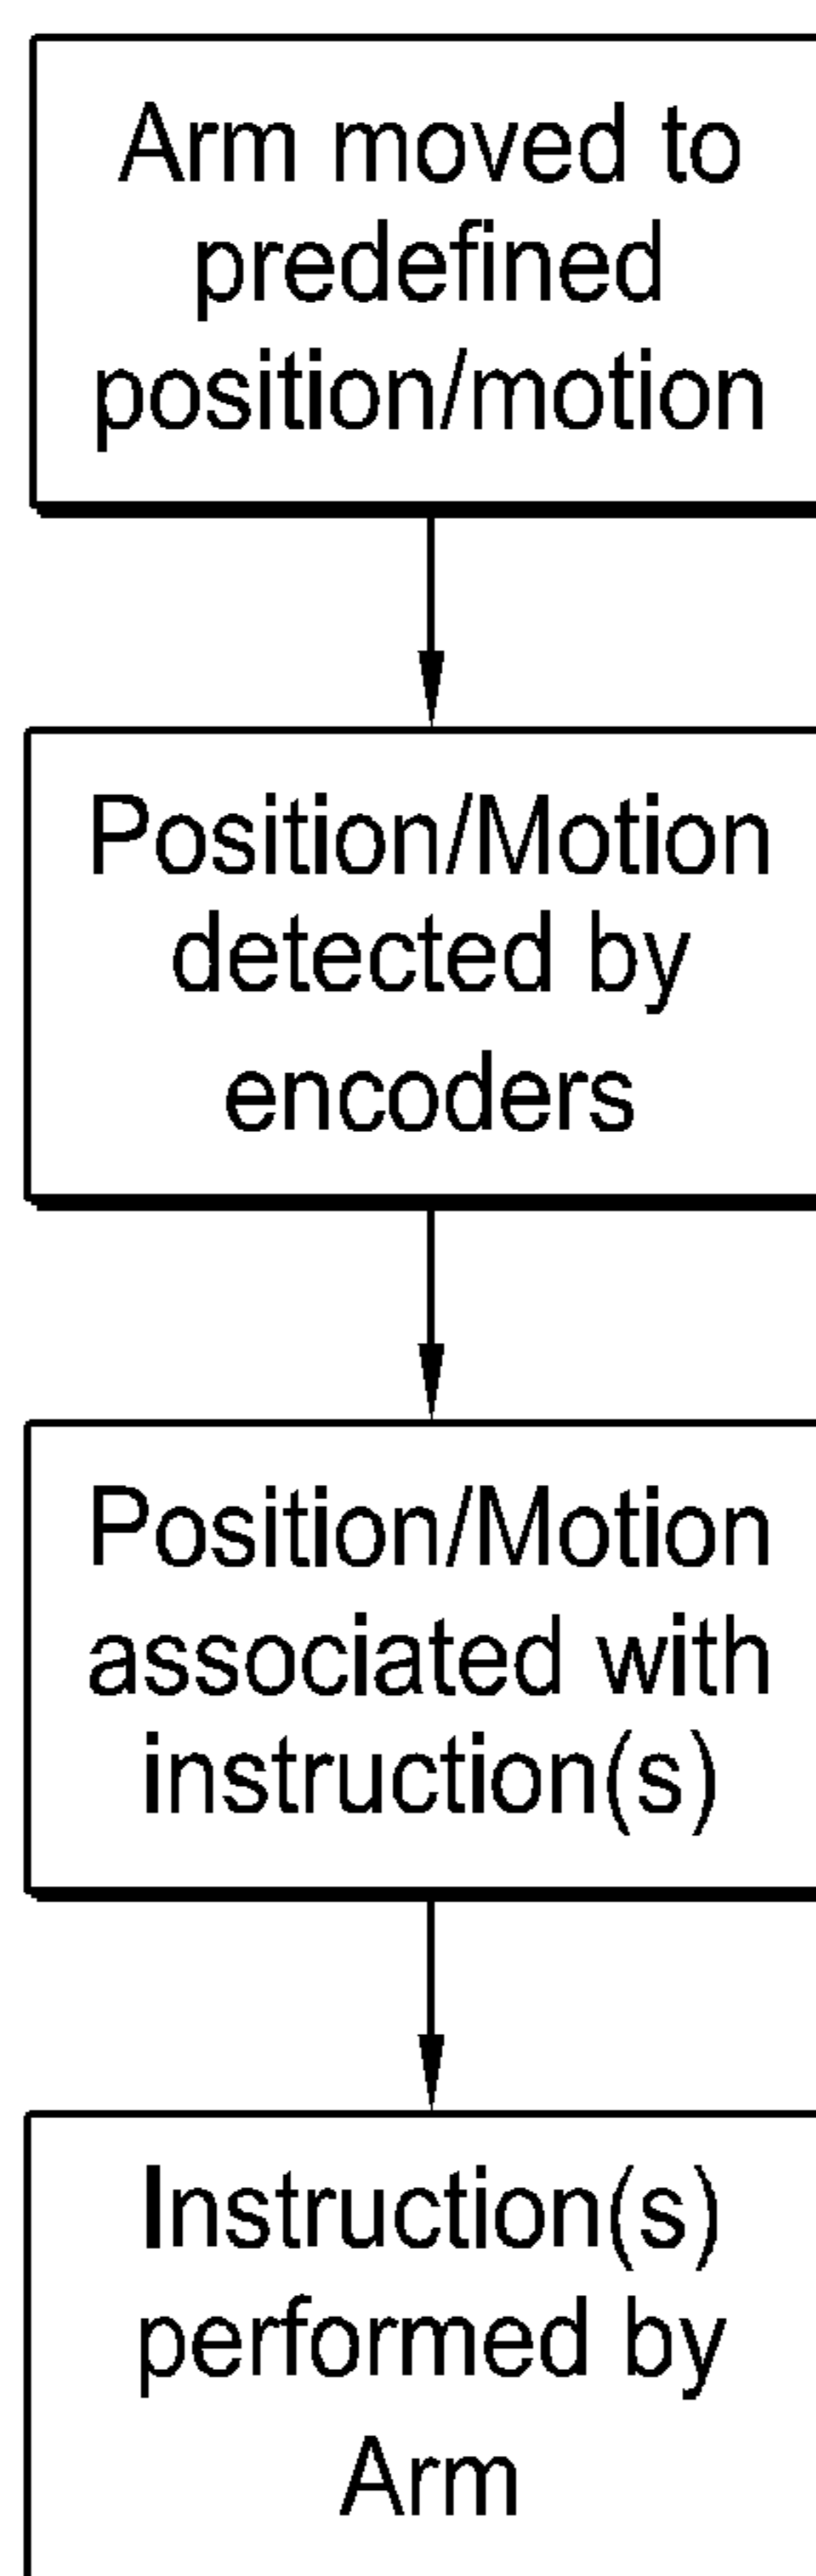 Arm moved to
predefined
position/motion
Position/Motion
detected by
encoders
Position/Motion
associated with
instruction(s)
Instruction(s)
performed by
Arm